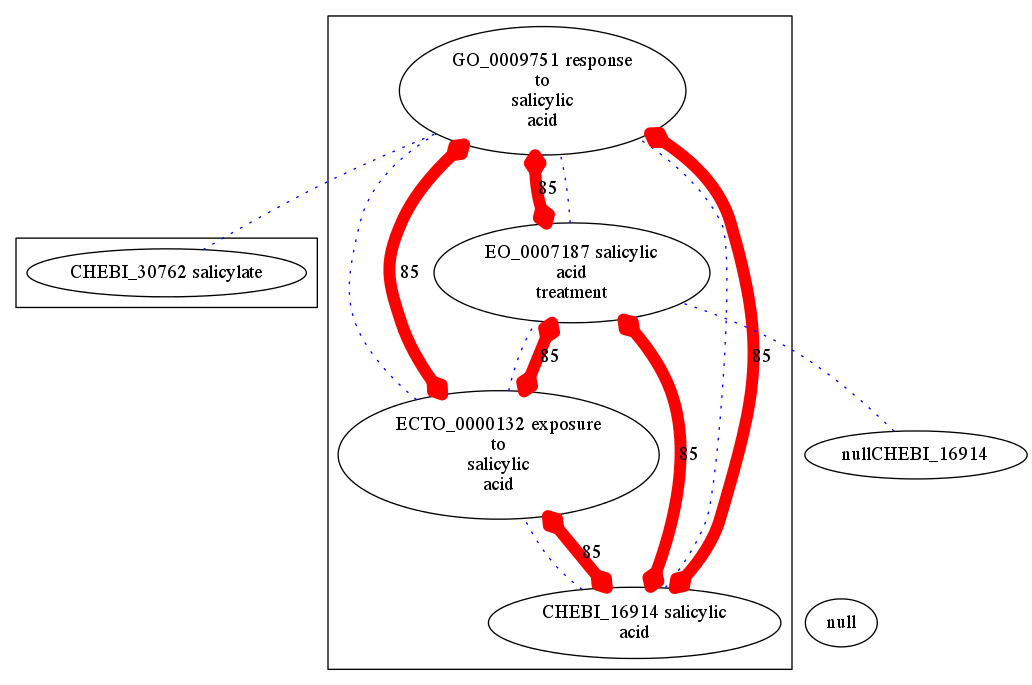 GO_0009751 response
to
salicylic
acid
85
EO_0007187 salicylic
acid
treatment
CHEBI_30762 salicylate
85
85
85
ECTO_0000132 exposure
to
salicylic
acid
85
nullCHEBI_16914
85
CHEBI_16914 salicylic
acid
null